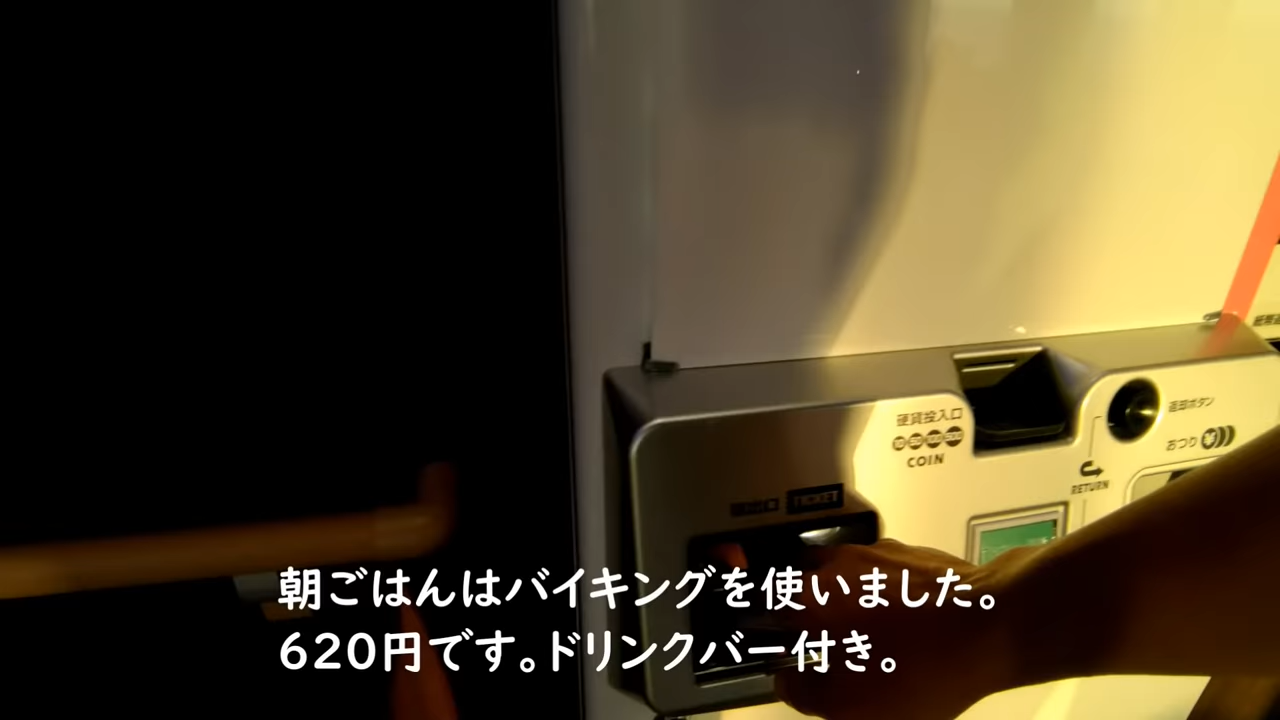 硬貨投入口
COIN
返却ボタン
おつり
RETURN
朝ごはんはバイキングを使いました。
620円です。ドリンクバー付き。